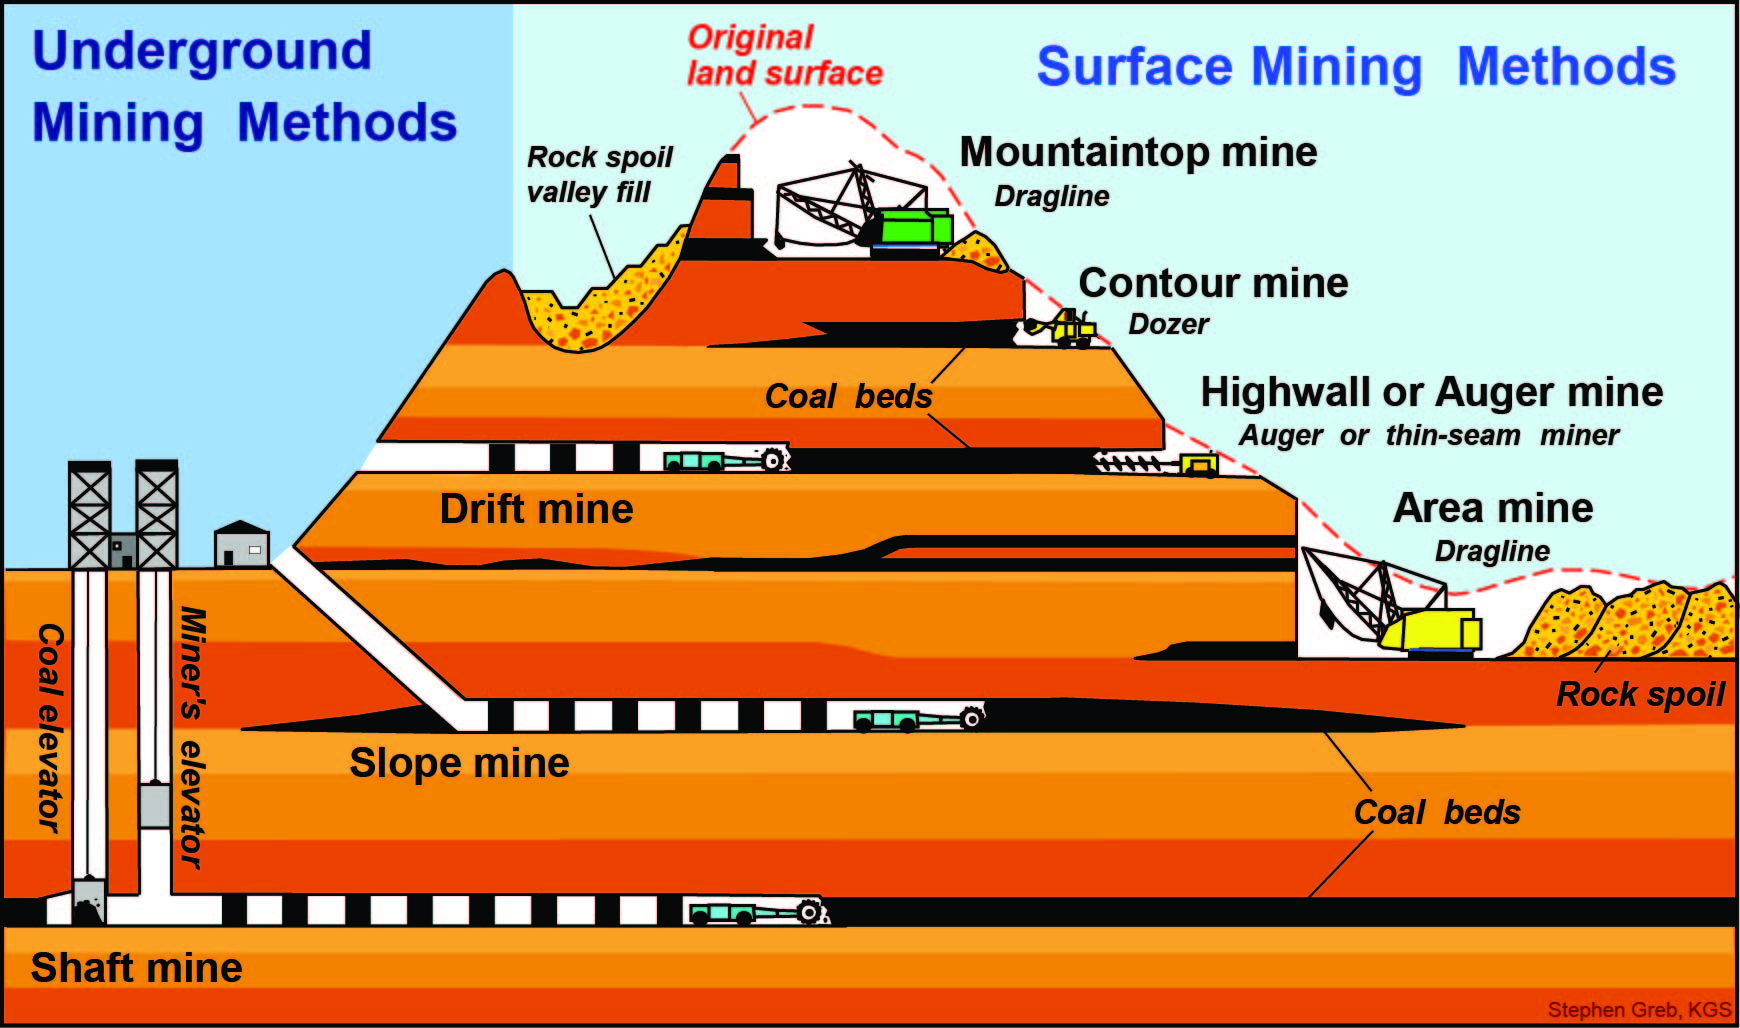 Underground
Mining Methods
Original
land surface
Surface Mining Methods
Rock spoil
valley fill
Mountaintop mine
Dragline
Contour mine
Dozer
Coal beds
Highwall or Auger mine
Auger or thin-seam miner
Drift mine
Area mine
Dragline
Coal elevator
Miner's elevator
Rock spoil
Slope mine
Coal beds
Shaft mine
Stephen Greb, KGS